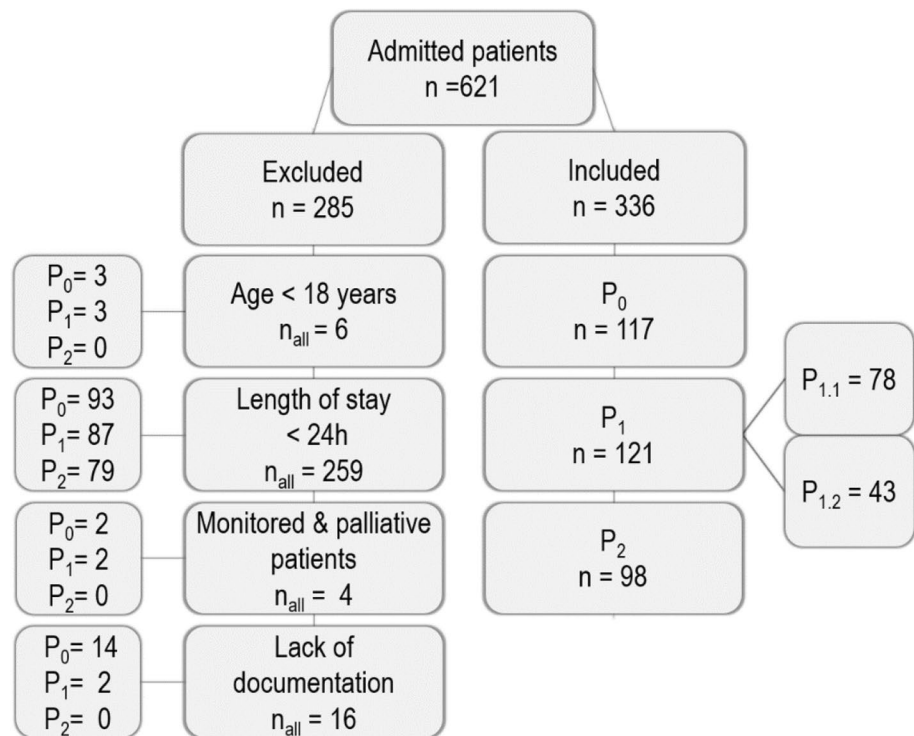 Admitted patients
n =621
Excluded
n = 285
Included
n = 336
P₀= 3
P₁= 3
P₂= 0
Age < 18 years
nₐₗₗ = 6
P₀
n = 117
P₀= 93
P₁= 87
P₂= 79
Length of stay
< 24h
nₐₗₗ = 259
P₁
n = 121
P₁.₁ = 78
P₁.₂ = 43
P₀= 2
P₁= 2
P₂= 0
Monitored & palliative
patients
nₐₗₗ = 4
P₂
n = 98
P₀= 14
P₁= 2
P₂= 0
Lack of
documentation
nₐₗₗ = 16